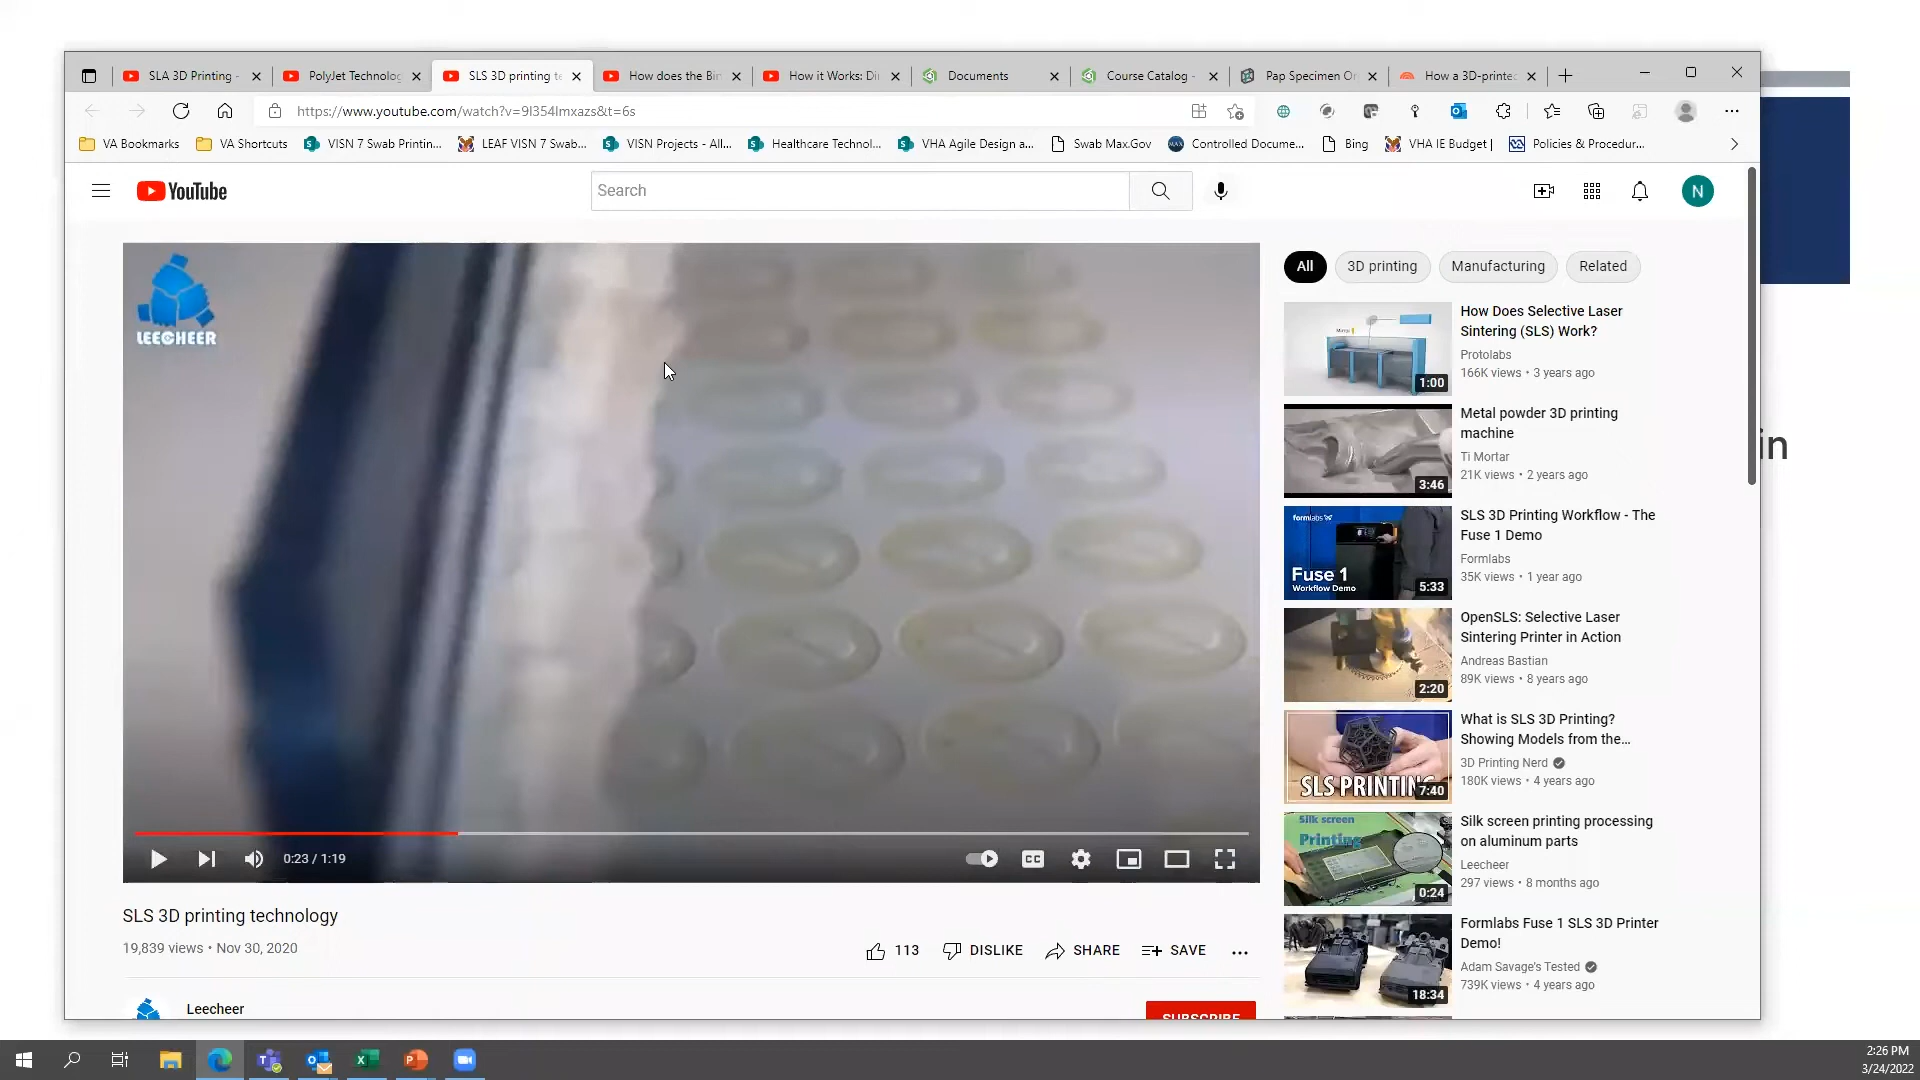 SLA 3D Printing -
PolyJet Technolog
SLS 3D printing te
How does the Bin
How it Works: Di
Documents
Course Catalog -
Pap Specimen Or
How a 3D-printed
https://www.youtube.com/watch?v=9I354Imxazs&t=6s
VA Bookmarks
VA Shortcuts
VISN 7 Swab Printin...
LEAF VISN 7 Swab...
VISN Projects - All...
Healthcare Technol...
VHA Agile Design a...
Swab Max.Gov
Controlled Docume...
Bing
VHA IE Budget |
Policies & Procedur...
YouTube
Search
N
LEECHEER
0:23 / 1:19
CC
SLS 3D printing technology
19,839 views • Nov 30, 2020
113
DISLIKE
SHARE
SAVE
Leecheer
SUBSCRIBE
All
3D printing
Manufacturing
Related
1:00
How Does Selective Laser
Sintering (SLS) Work?
Protolabs
166K views • 3 years ago
3:46
Metal powder 3D printing
machine
Ti Mortar
21K views • 2 years ago
formlabs
Fuse 1
Workflow Demo
5:33
SLS 3D Printing Workflow - The
Fuse 1 Demo
Formlabs
35K views • 1 year ago
2:20
OpenSLS: Selective Laser
Sintering Printer in Action
Andreas Bastian
89K views • 8 years ago
SLS PRINTING
7:40
What is SLS 3D Printing?
Showing Models from the...
3D Printing Nerd
180K views • 4 years ago
Silk screen
Printing
0:24
Silk screen printing processing
on aluminum parts
Leecheer
297 views • 8 months ago
18:34
Formlabs Fuse 1 SLS 3D Printer
Demo!
Adam Savage's Tested
739K views • 4 years ago
in
2:26 PM
3/24/2022